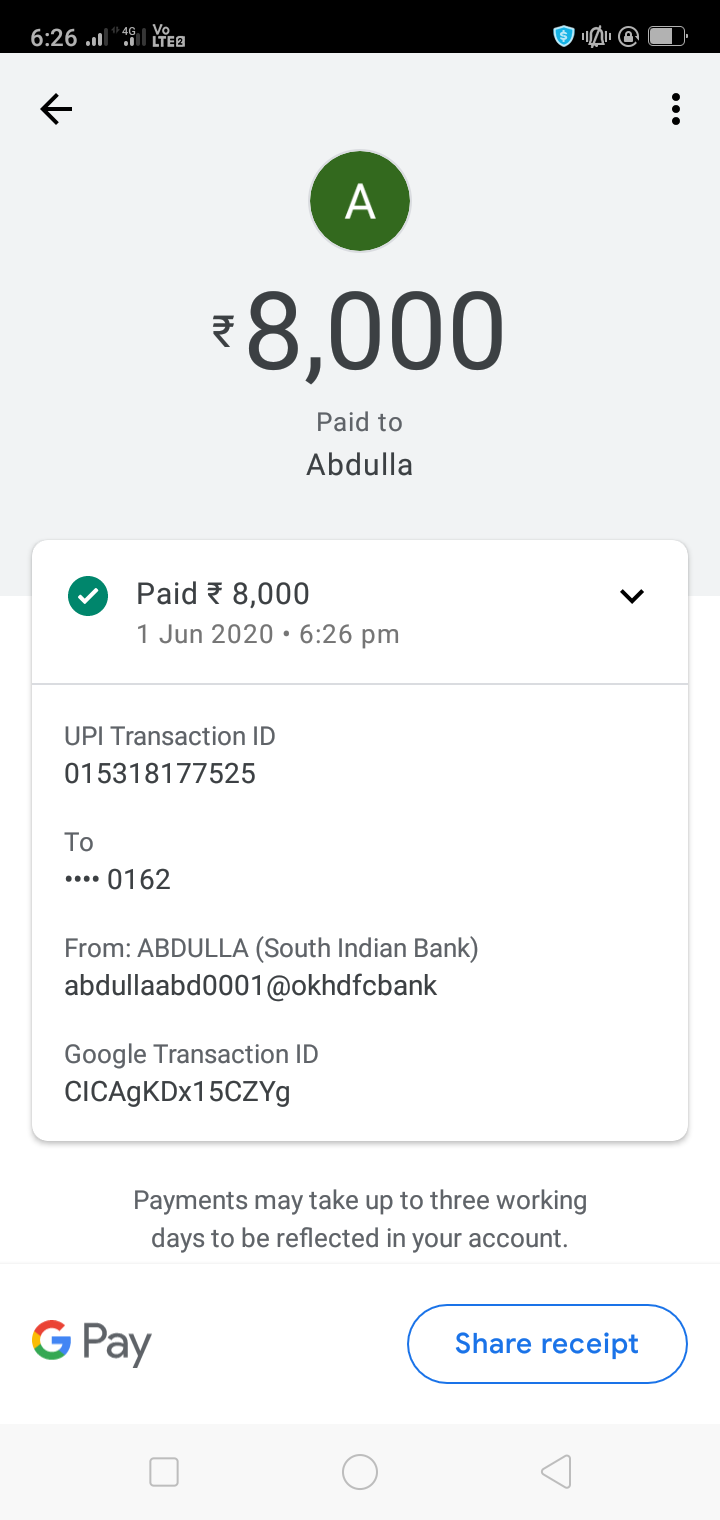 6:26 4G Vo LTE2
A
₹8,000
Paid to
Abdulla
Paid ₹ 8,000
1 Jun 2020 • 6:26 pm
UPI Transaction ID
015318177525
To
•••• 0162
From: ABDULLA (South Indian Bank)
abdullaabd0001@okhdfcbank
Google Transaction ID
CICAgKDx15CZYg
Payments may take up to three working
days to be reflected in your account.
G Pay
Share receipt